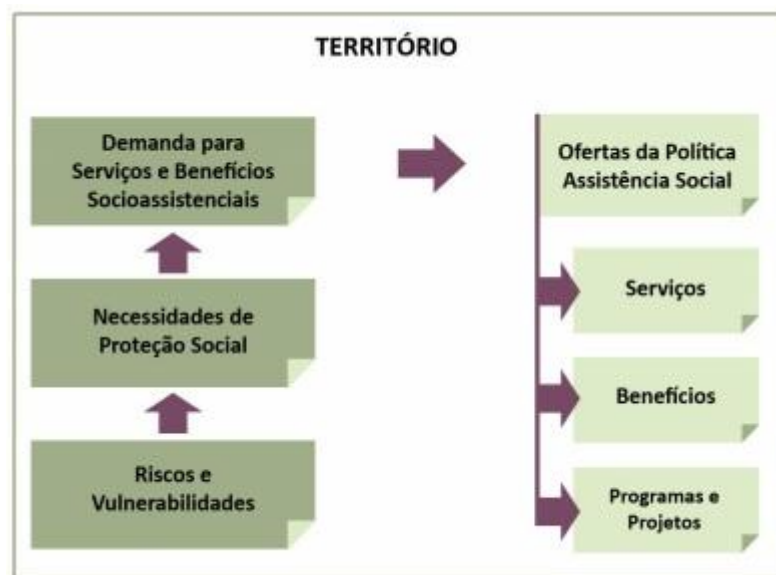 TERRITÓRIO
Demanda para
Serviços e Benefícios
Socioassistenciais
Necessidades de
Proteção Social
Riscos e
Vulnerabilidades
Ofertas da Política
Assistência Social
Serviços
Benefícios
Programas e
Projetos